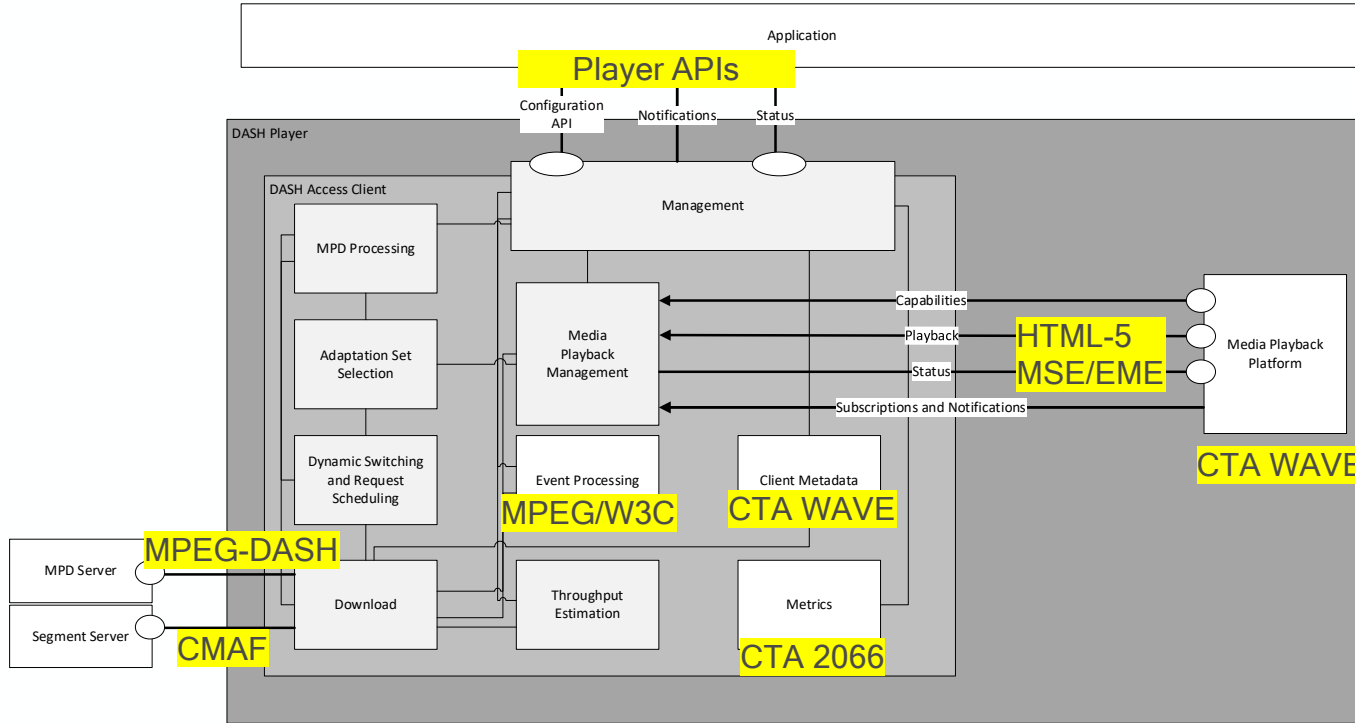 Application
Player APIs
Configuration
API
Notifications
Status
DASH Player
DASH Access Client
Management
MPD Processing
Capabilities
Media
Playback
Management
Playback
HTML-5
Media Playback
Platform
Adaptation Set
Selection
Status
MSE/EME
Subscriptions and Notifications
CTA WAVE
Dynamic Switching
and Request
Scheduling
Event Processing
MPEG/W3C
Client Metadata
CTA WAVE
MPEG-DASH
MPD Server
Download
Throughput
Estimation
Metrics
Segment Server
CMAF
CTA 2066